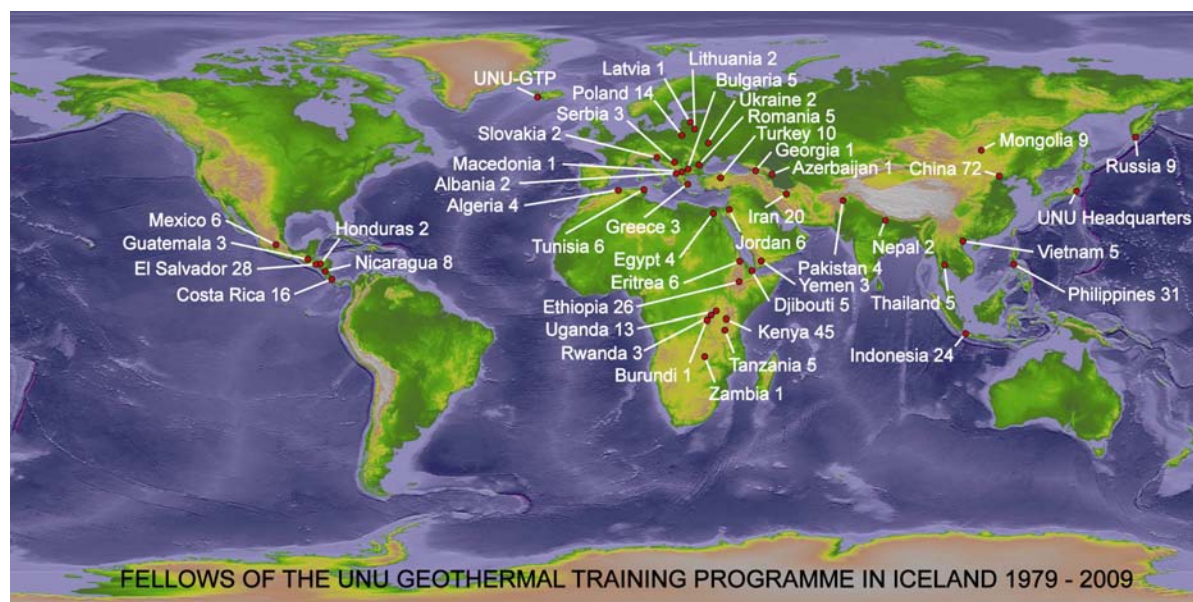 UNU-GTP
Latvia 1
Lithuania 2
Poland 14
Bulgaria 5
Serbia 3
Ukraine 2
Romania 5
Slovakia 2
Turkey 10
Georgia 1
Macedonia 1
Azerbaijan 1
Albania 2
Algeria 4
Mongolia 9
Russia 9
China 72
UNU Headquarters
Mexico 6
Honduras 2
Guatemala 3
El Salvador 28
Nicaragua 8
Costa Rica 16
Tunisia 6
Greece 3
Iran 20
Egypt 4
Jordan 6
Nepal 2
Vietnam 5
Eritrea 6
Pakistan 4
Yemen 3
Ethiopia 26
Djibouti 5
Thailand 5
Philippines 31
Uganda 13
Kenya 45
Rwanda 3
Indonesia 24
Burundi 1
Tanzania 5
Zambia 1
FELLOWS OF THE UNU GEOTHERMAL TRAINING PROGRAMME IN ICELAND 1979 - 2009